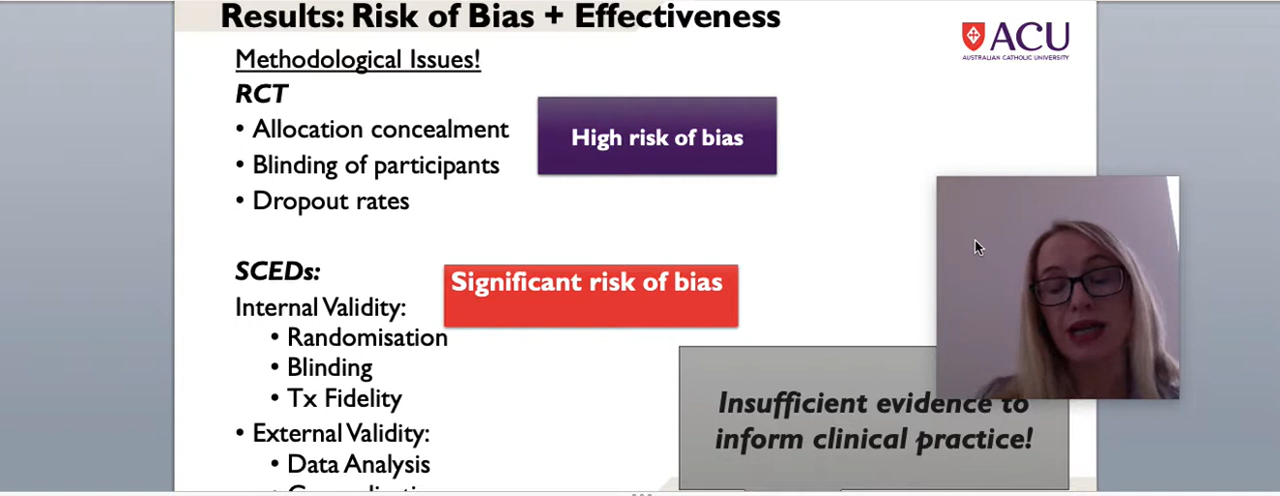 Results: Risk of Bias + Effectiveness
ACU
AUSTRALIAN CATHOLIC UNIVERSITY
Methodological Issues!
RCT
• Allocation concealment
• Blinding of participants
• Dropout rates
High risk of bias
SCEDs:
Significant risk of bias
Internal Validity:
• Randomisation
• Blinding
• Tx Fidelity
• External Validity:
• Data Analysis
Insufficient evidence to
inform clinical practice!